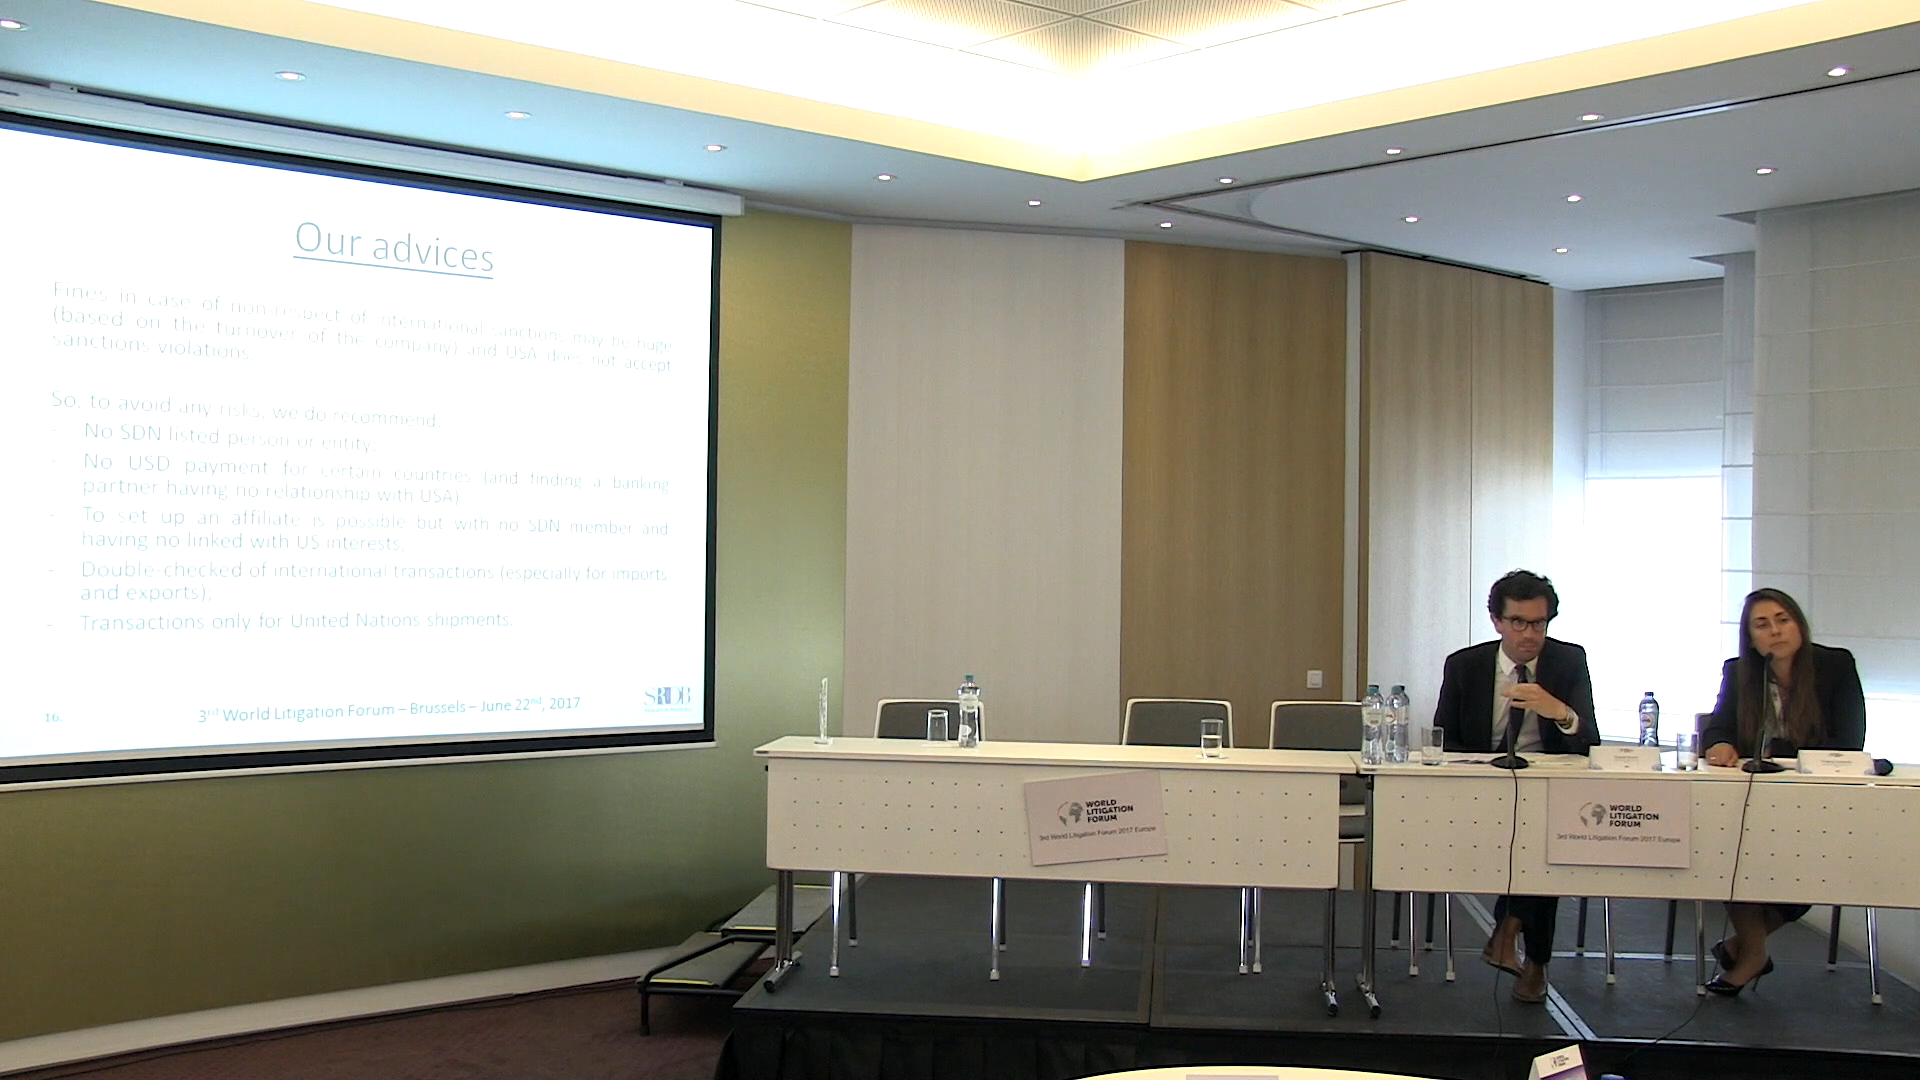 Our advices
Fines in case of non-respect of international sanctions may be huge
(based on the turnover of the company) and USA does not accept
sanctions violations.
So, to avoid any risks, we do recommend:
- No SDN listed person or entity;
- No USD payment for certain countries (and finding a banking
partner having no relationship with USA)
- To set up an affiliate is possible but with no SDN member and
having no linked with US interests;
- Double-checked of international transactions (especially for imports
and exports);
- Transactions only for United Nations shipments.
16.
3rd World Litigation Forum – Brussels – June 22nd, 2017
SRDB
WORLD
LITIGATION
FORUM
3rd World Litigation Forum 2017 Europe
WORLD
LITIGATION
FORUM
3rd World Litigation Forum 2017 Europe